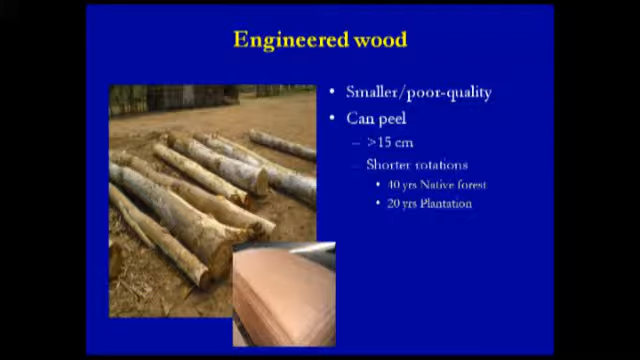 Engineered wood
• Smaller/poor-quality
• Can peel
– >15 cm
– Shorter rotations
• 40 yrs Native forest
• 20 yrs Plantation